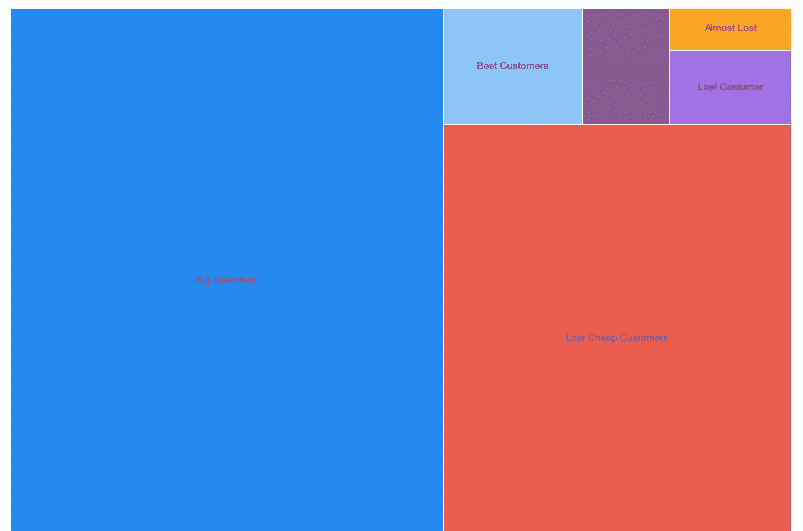 Best Customers
Almost Lost
Lost Customer
Big Spenders
Lost Cheap Customers